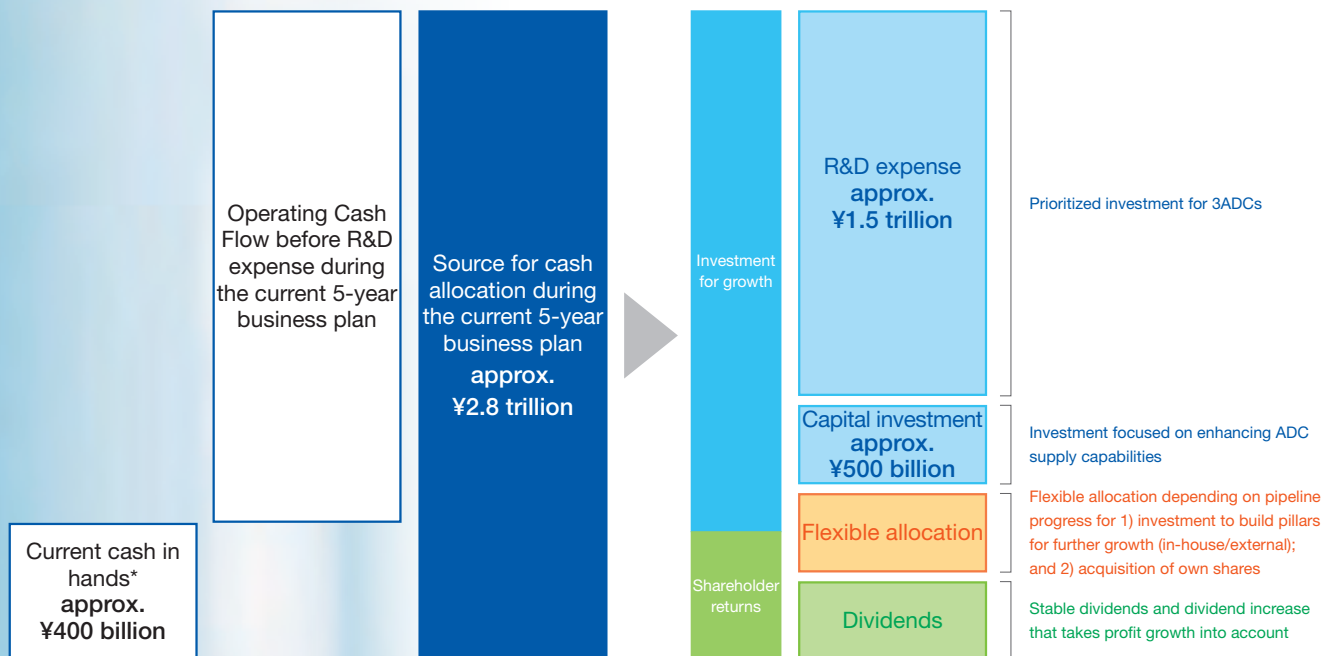 Current cash in
hands*
approx.
¥400 billion
Operating Cash
Flow before R&D
expense during
the current 5-year
business plan
Source for cash
allocation during
the current 5-year
business plan
approx.
¥2.8 trillion
Investment
for growth
Shareholder
returns
R&D expense
approx.
¥1.5 trillion
Prioritized investment for 3ADCs
Capital investment
approx.
¥500 billion
Investment focused on enhancing ADC
supply capabilities
Flexible allocation
Flexible allocation depending on pipeline
progress for 1) investment to build pillars
for further growth (in-house/external);
and 2) acquisition of own shares
Dividends
Stable dividends and dividend increase
that takes profit growth into account